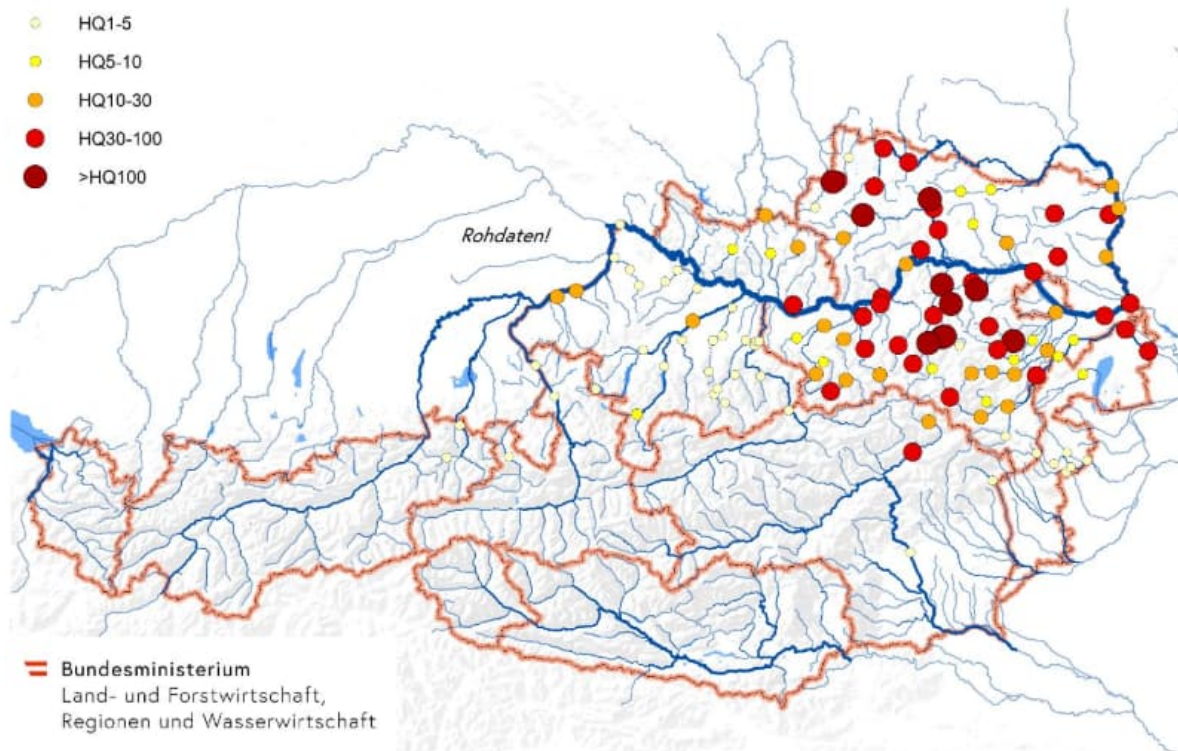 HQ1-5
HQ5-10
HQ10-30
HQ30-100
>HQ100
Rohdaten!
Bundesministerium
Land- und Forstwirtschaft,
Regionen und Wasserwirtschaft